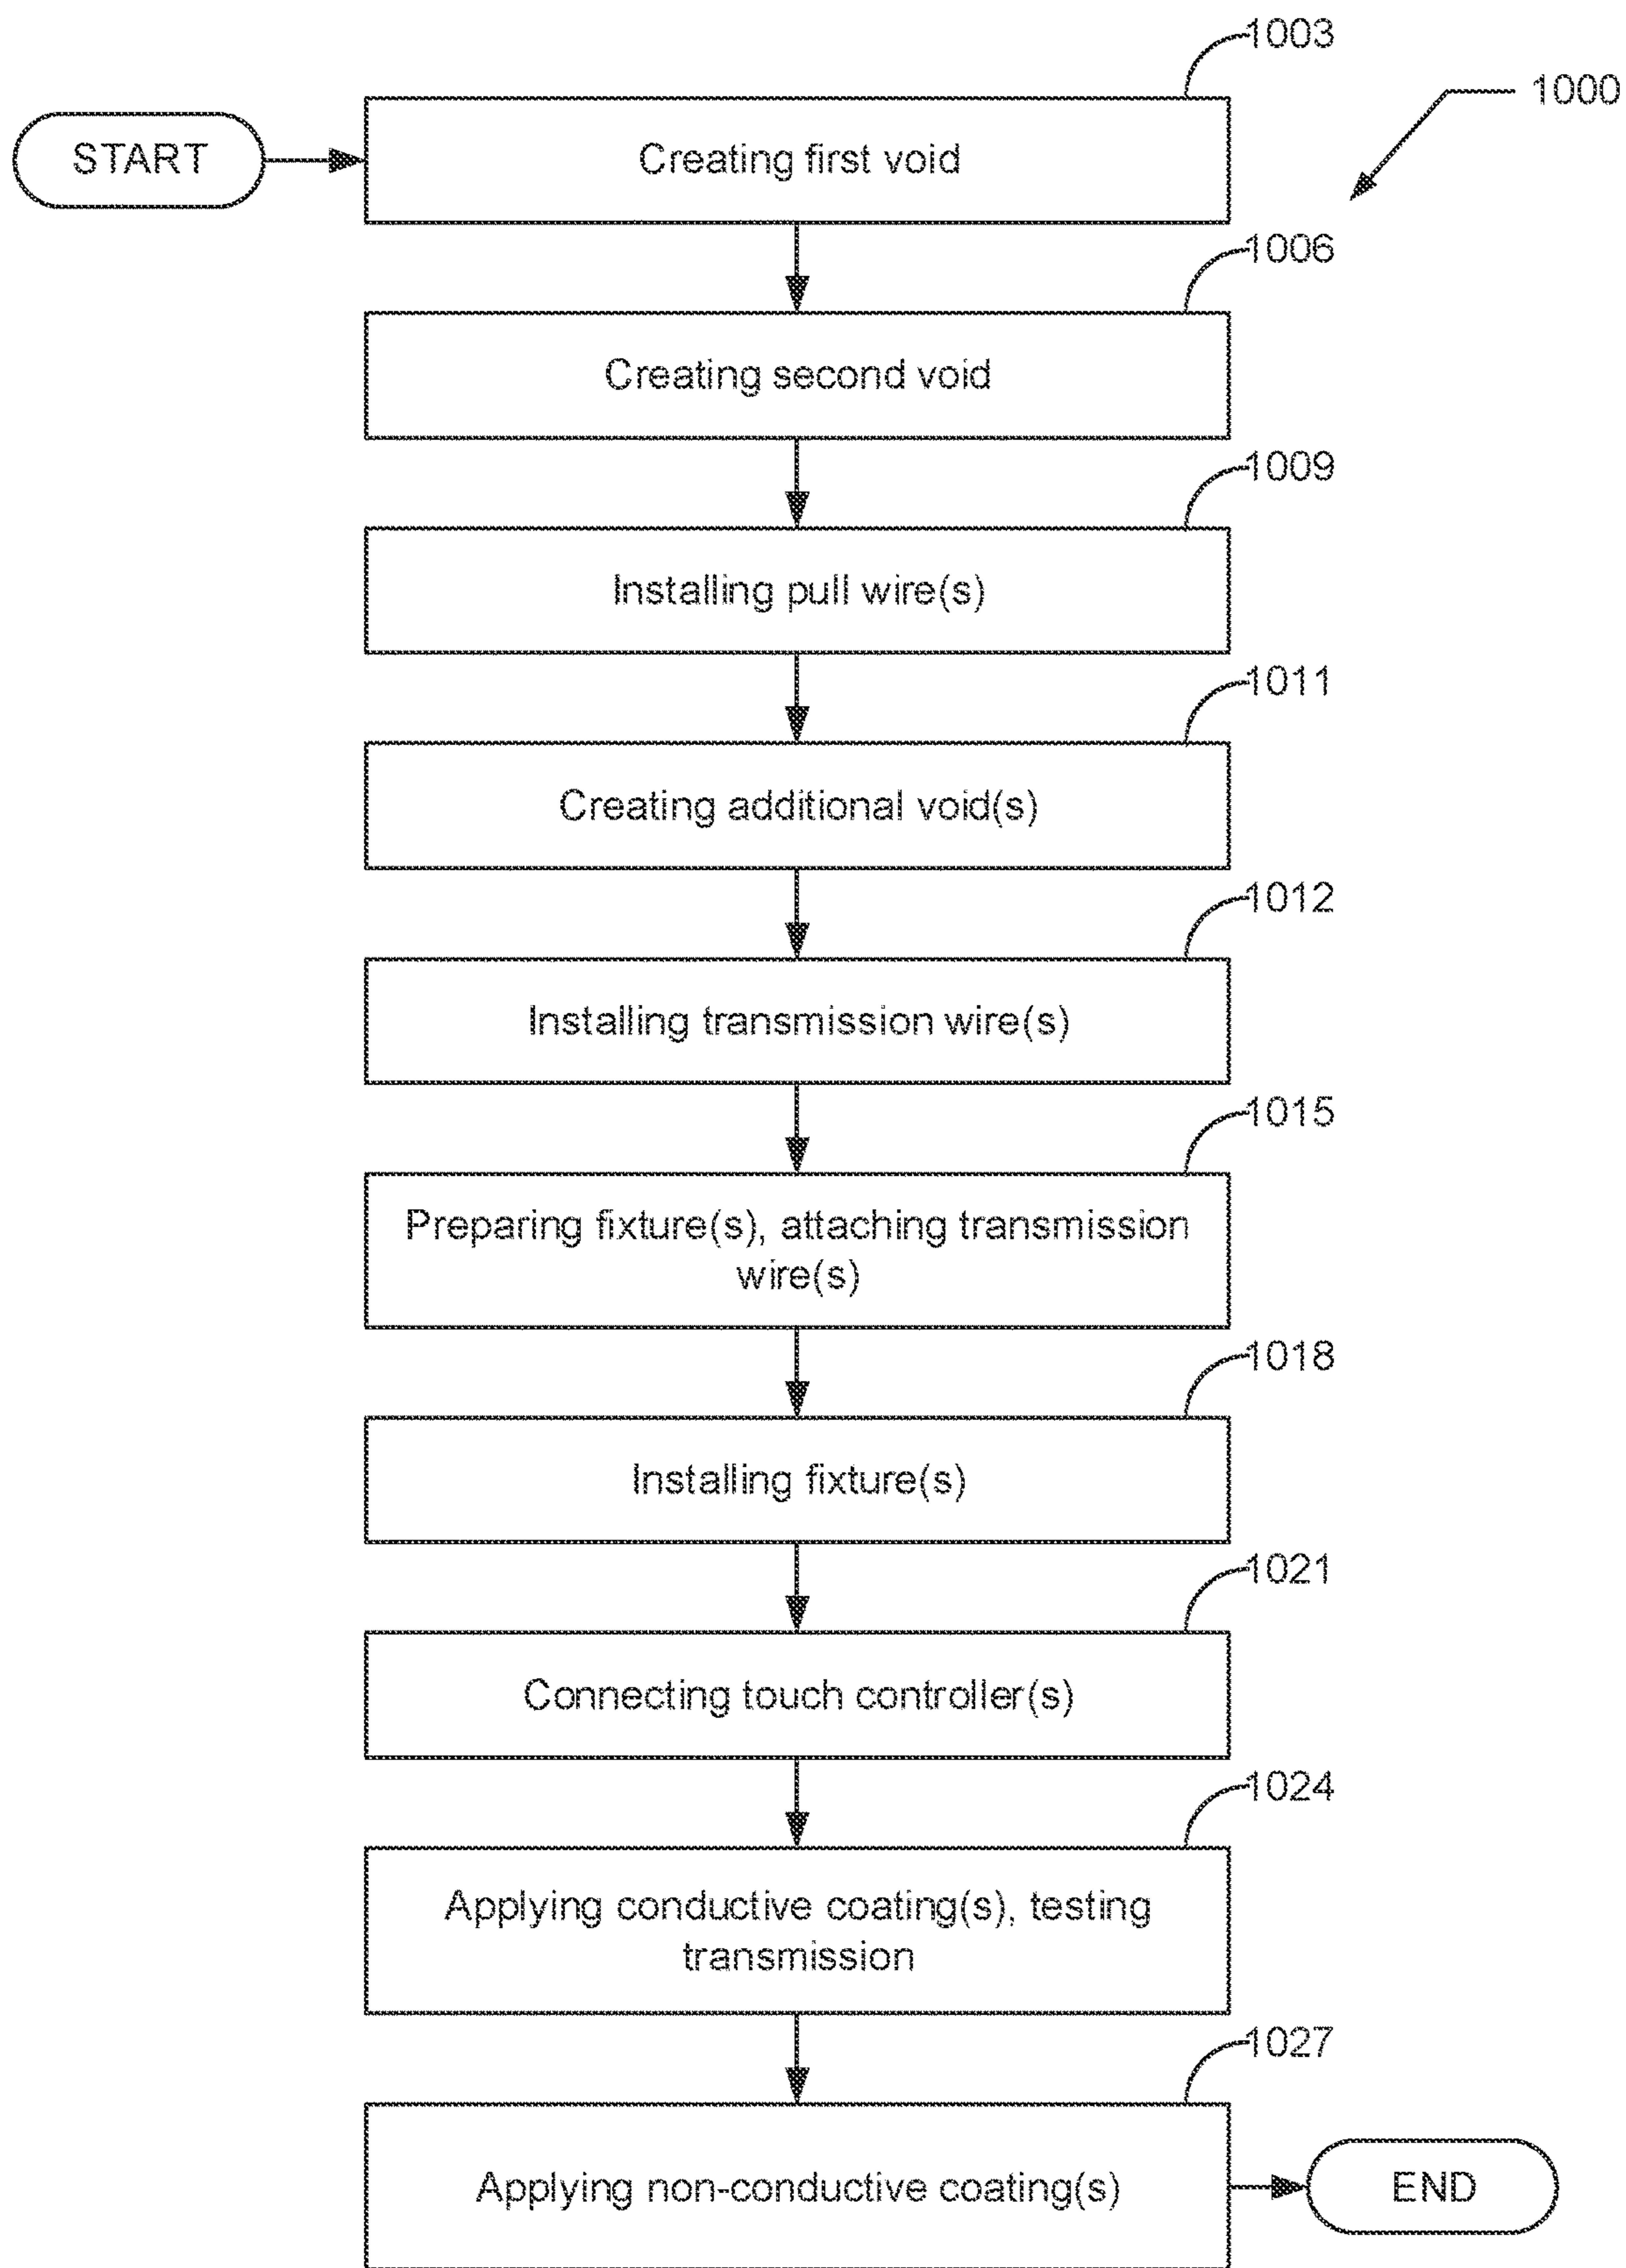 1003
1000
START
Creating first void
1006
Creating second void
1009
Installing pull wire(s)
1011
Creating additional void(s)
1012
Installing transmission wire(s)
1015
Preparing fixture(s), attaching transmission
wire(s)
1018
Installing fixture(s)
1021
Connecting touch controller(s)
1024
Applying conductive coating(s), testing
transmission
1027
Applying non-conductive coating(s)
END